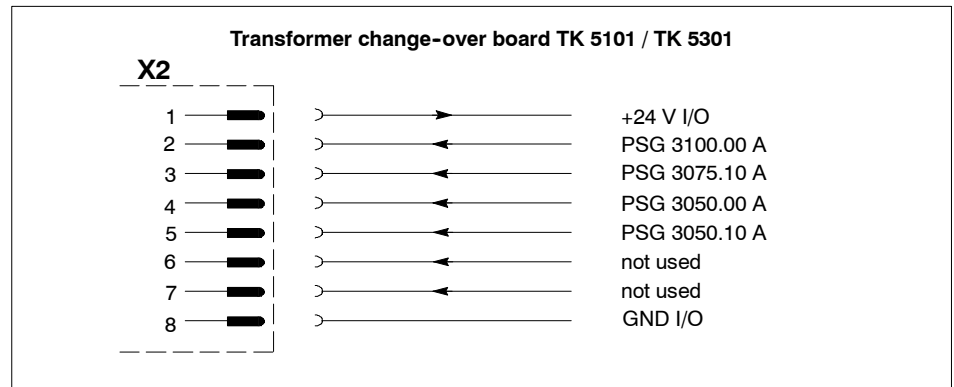 Transformer change-over board TK 5101 / TK 5301
X2
1 +24 V I/O
2 PSG 3100.00 A
3 PSG 3075.10 A
4 PSG 3050.00 A
5 PSG 3050.10 A
6 not used
7 not used
8 GND I/O